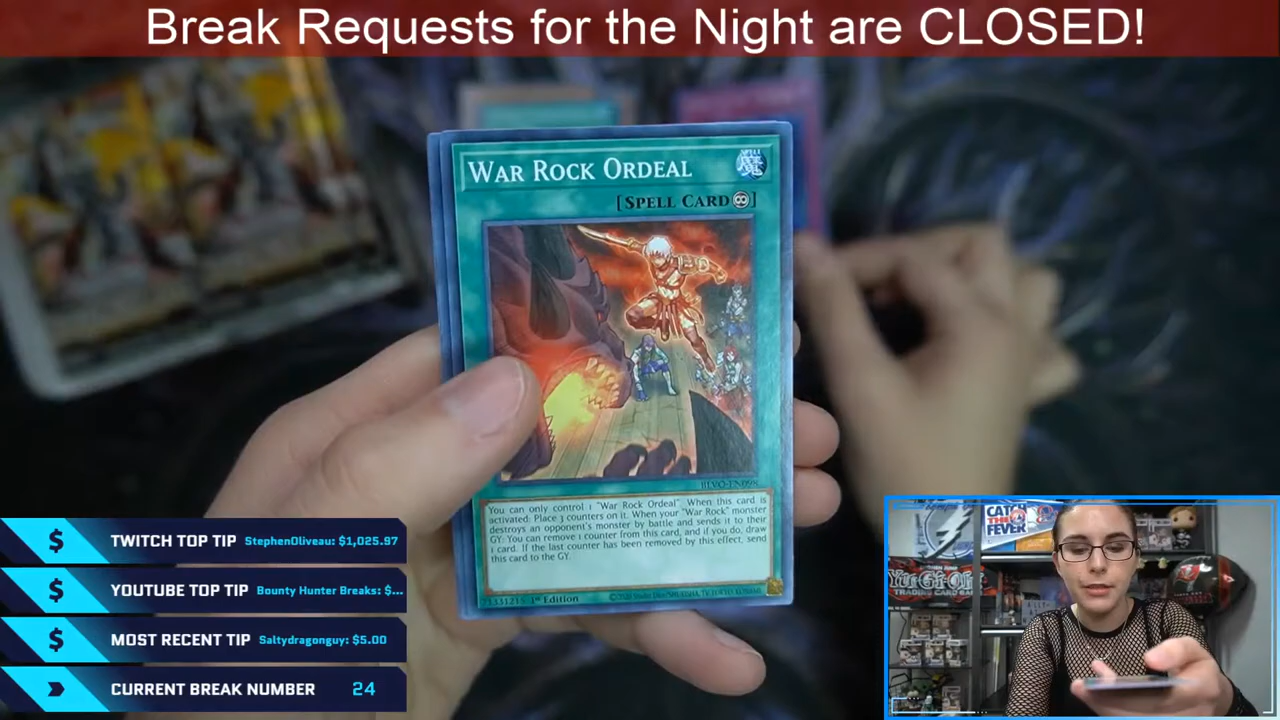 Break Requests for the Night are CLOSED!
WAR ROCK ORDEAL
[SPELL CARD]
BLVO-EN098
You can only control 1 "War Rock Ordeal". When this card is
activated: Place 3 counters on it. When your "War Rock" monster
destroys an opponent's monster by battle and sends it to their
GY: You can remove 1 counter from this card, and if you do, draw
1 card. If the last counter has been removed by this effect, send
this card to the GY.
1st Edition
TWITCH TOP TIP StephenOliveau: $1,025.97
YOUTUBE TOP TIP Bounty Hunter Breaks: $...
MOST RECENT TIP Saltydragonguy: $5.00
CURRENT BREAK NUMBER 24
CATCH
THE
FEVER
Yu-Gi-Oh!
TRADING CARD GAME